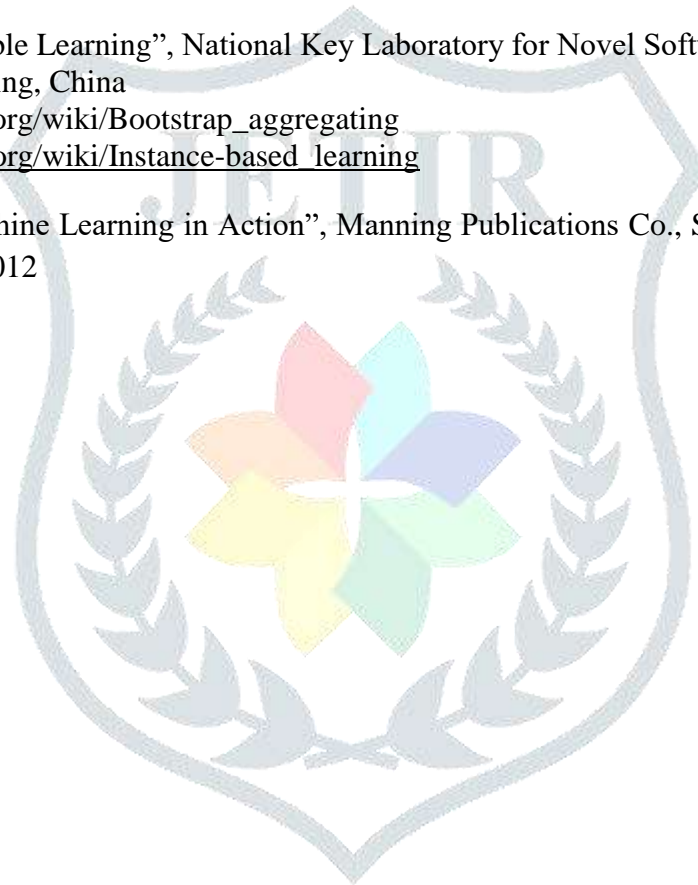 ble Learning”, National Key Laboratory for Novel Soft
ing, China
org/wiki/Bootstrap_aggregating
org/wiki/Instance-based_learning
JETIR
hine Learning in Action”, Manning Publications Co., S
012